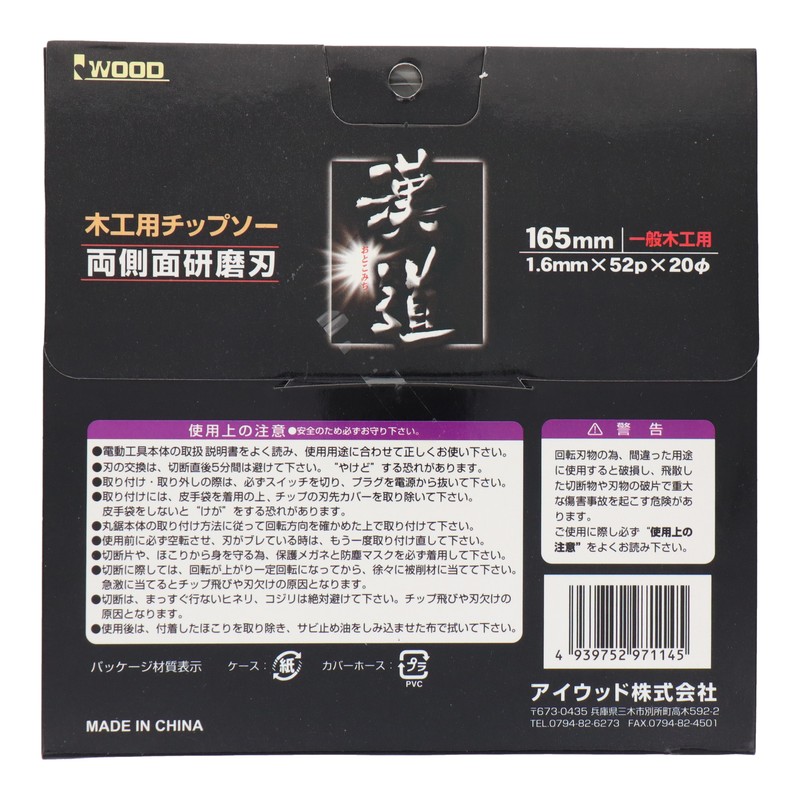 iWOOD
木工用チップソー
両側面研磨刃
漢道
おとこみち
165mm 一般木工用
1.6mm×52p×20φ
使用上の注意 ●安全のため必ずお守り下さい。
●電動工具本体の取扱説明書をよく読み、使用用途に合わせて正しくお使い下さい。
●刃の交換は、切断直後5分間は避けて下さい。“やけど”する恐れがあります。
●取り付け・取り外しの際は、必ずスイッチを切り、プラグを電源から抜いて下さい。
●取り付けには、皮手袋を着用の上、チップの刃先カバーを取り除いて下さい。
皮手袋をしないと“けが”をする恐れがあります。
●丸鋸本体の取り付け方法に従って回転方向を確かめた上で取り付けて下さい。
●使用前に必ず空転させ、刃がブレている時は、もう一度取り付け直して下さい。
●切断片や、ほこりから身を守る為、保護メガネと防塵マスクを必ず着用して下さい。
●切断に際しては、回転が上がり一定回転になってから、徐々に被削材に当てて下さい。
急激に当てるとチップ飛びや刃欠けの原因となります。
●切断は、まっすぐ行ないヒネリ、コジリは絶対避けて下さい。チップ飛びや刃欠けの
原因となります。
●使用後は、付着したほこりを取り除き、サビ止め油をしみ込ませた布で拭いて下さい。
⚠ 警告
回転刃物の為、間違った用途
に使用すると破損し、飛散し
た切断物や刃物の破片で重大
な傷害事故を起こす危険があ
ります。
ご使用に際し必ず“使用上の
注意”をよくお読み下さい。
パッケージ材質表示 ケース： 紙 カバーホース： プラ
PVC
MADE IN CHINA
4 939752 971145
アイウッド株式会社
〒673-0435 兵庫県三木市別所町高木592-2
TEL.0794-82-6273 FAX.0794-82-4501